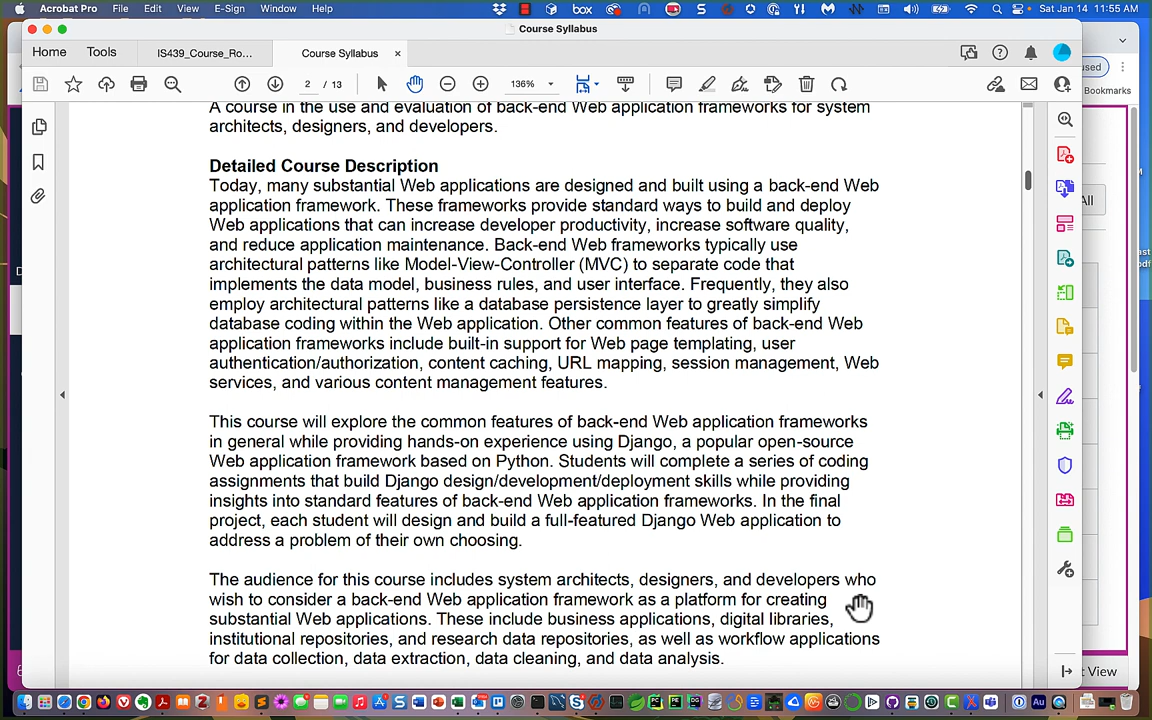 Acrobat Pro File Edit View E-Sign Window Help box Sat Jan 14 11:55 AM
Course Syllabus
Home Tools IS439_Course_Ro... Course Syllabus ×
2 / 13 136%
used
Bookmarks
All
A course in the use and evaluation of back-end Web application frameworks for system
architects, designers, and developers.
Detailed Course Description
Today, many substantial Web applications are designed and built using a back-end Web
application framework. These frameworks provide standard ways to build and deploy
Web applications that can increase developer productivity, increase software quality,
and reduce application maintenance. Back-end Web frameworks typically use
architectural patterns like Model-View-Controller (MVC) to separate code that
implements the data model, business rules, and user interface. Frequently, they also
employ architectural patterns like a database persistence layer to greatly simplify
database coding within the Web application. Other common features of back-end Web
application frameworks include built-in support for Web page templating, user
authentication/authorization, content caching, URL mapping, session management, Web
services, and various content management features.
This course will explore the common features of back-end Web application frameworks
in general while providing hands-on experience using Django, a popular open-source
Web application framework based on Python. Students will complete a series of coding
assignments that build Django design/development/deployment skills while providing
insights into standard features of back-end Web application frameworks. In the final
project, each student will design and build a full-featured Django Web application to
address a problem of their own choosing.
The audience for this course includes system architects, designers, and developers who
wish to consider a back-end Web application framework as a platform for creating
substantial Web applications. These include business applications, digital libraries,
institutional repositories, and research data repositories, as well as workflow applications
for data collection, data extraction, data cleaning, and data analysis.
t View